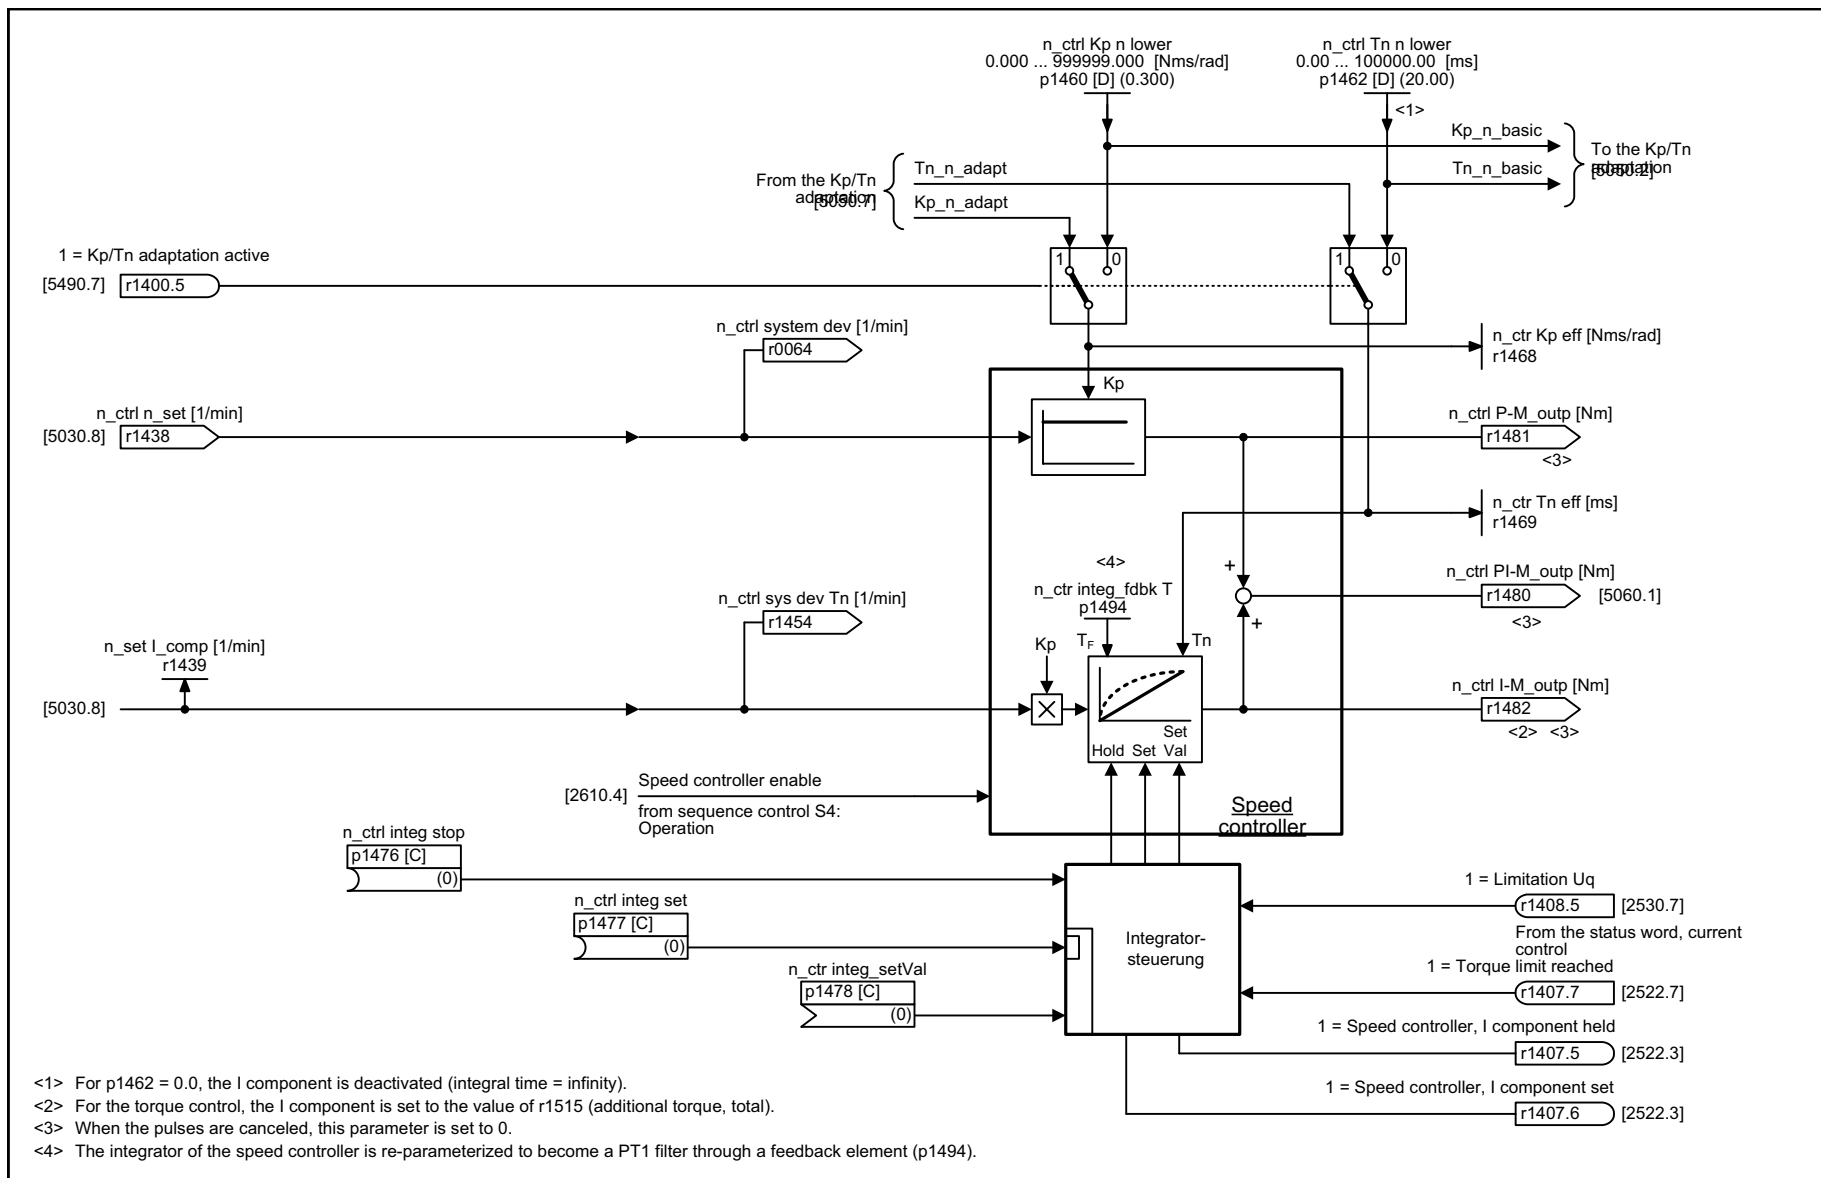 n_ctrl Kp n lower
0.000 ... 999999.000 [Nms/rad]
p1460 [D] (0.300)
n_ctrl Tn n lower
0.00 ... 100000.00 [ms]
p1462 [D] (20.00)
<1>
Kp_n_basic
Tn_n_basic
To the Kp/Tn
adaptation
[5050.2]
From the Kp/Tn
adaptation
[5050.7]
Tn_n_adapt
Kp_n_adapt
1 = Kp/Tn adaptation active
[5490.7] r1400.5
1 0
1 0
n_ctrl system dev [1/min]
r0064
n_ctr Kp eff [Nms/rad]
r1468
Kp
n_ctrl n_set [1/min]
[5030.8] r1438
n_ctrl P-M_outp [Nm]
r1481
<3>
n_ctr Tn eff [ms]
r1469
<4>
n_ctr integ_fdbk T
p1494
+
+
n_ctrl PI-M_outp [Nm]
r1480 [5060.1]
<3>
n_ctrl sys dev Tn [1/min]
r1454
n_set I_comp [1/min]
r1439
[5030.8]
Kp
TF
Tn
Set
Hold Set Val
n_ctrl I-M_outp [Nm]
r1482
<2> <3>
[2610.4] Speed controller enable
from sequence control S4:
Operation
Speed
controller
n_ctrl integ stop
p1476 [C]
(0)
n_ctrl integ set
p1477 [C]
(0)
n_ctr integ_setVal
p1478 [C]
(0)
Integrator-
steuerung
1 = Limitation Uq
r1408.5 [2530.7]
From the status word, current
control
1 = Torque limit reached
r1407.7 [2522.7]
1 = Speed controller, I component held
r1407.5 [2522.3]
1 = Speed controller, I component set
r1407.6 [2522.3]
<1> For p1462 = 0.0, the I component is deactivated (integral time = infinity).
<2> For the torque control, the I component is set to the value of r1515 (additional torque, total).
<3> When the pulses are canceled, this parameter is set to 0.
<4> The integrator of the speed controller is re-parameterized to become a PT1 filter through a feedback element (p1494).